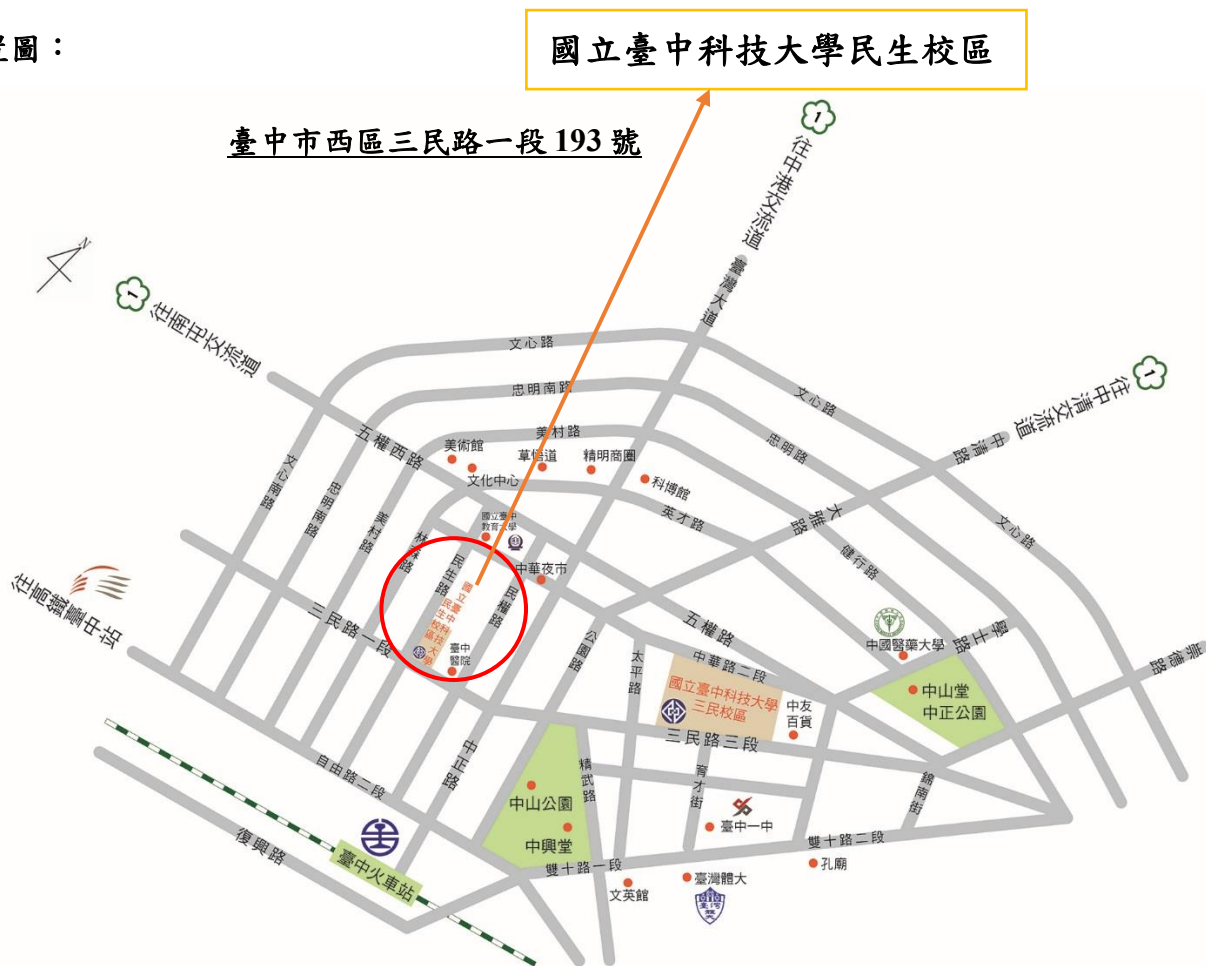 置圖：
國立臺中科技大學民生校區
臺中市西區三民路一段 193 號
N
1
往中港交流道
臺灣大道
1
往南屯交流道
1
往中清交流道
中清路
文心路
文心路
文心路
文心南路
忠明南路
忠明南路
忠明路
美村路
美村路
五權西路
美術館
草悟道
精明商圈
文化中心
科博館
英才路
大雅路
健行路
國立臺中
教育大學
林森路
民生路
民權路
國立臺中科技大學
民生校區
臺中
醫院
中華夜市
往高鐵臺中站
三民路一段
公園路
太平路
五權路
中華路二段
國立臺中科技大學
三民校區
中友
百貨
三民路三段
中國醫藥大學
學士路
崇德路
中山堂
中正公園
錦南街
中正路
自由路二段
精武路
育才街
中山公園
中興堂
臺中一中
雙十路一段
雙十路二段
孔廟
文英館
臺灣體大
復興路
臺中火車站